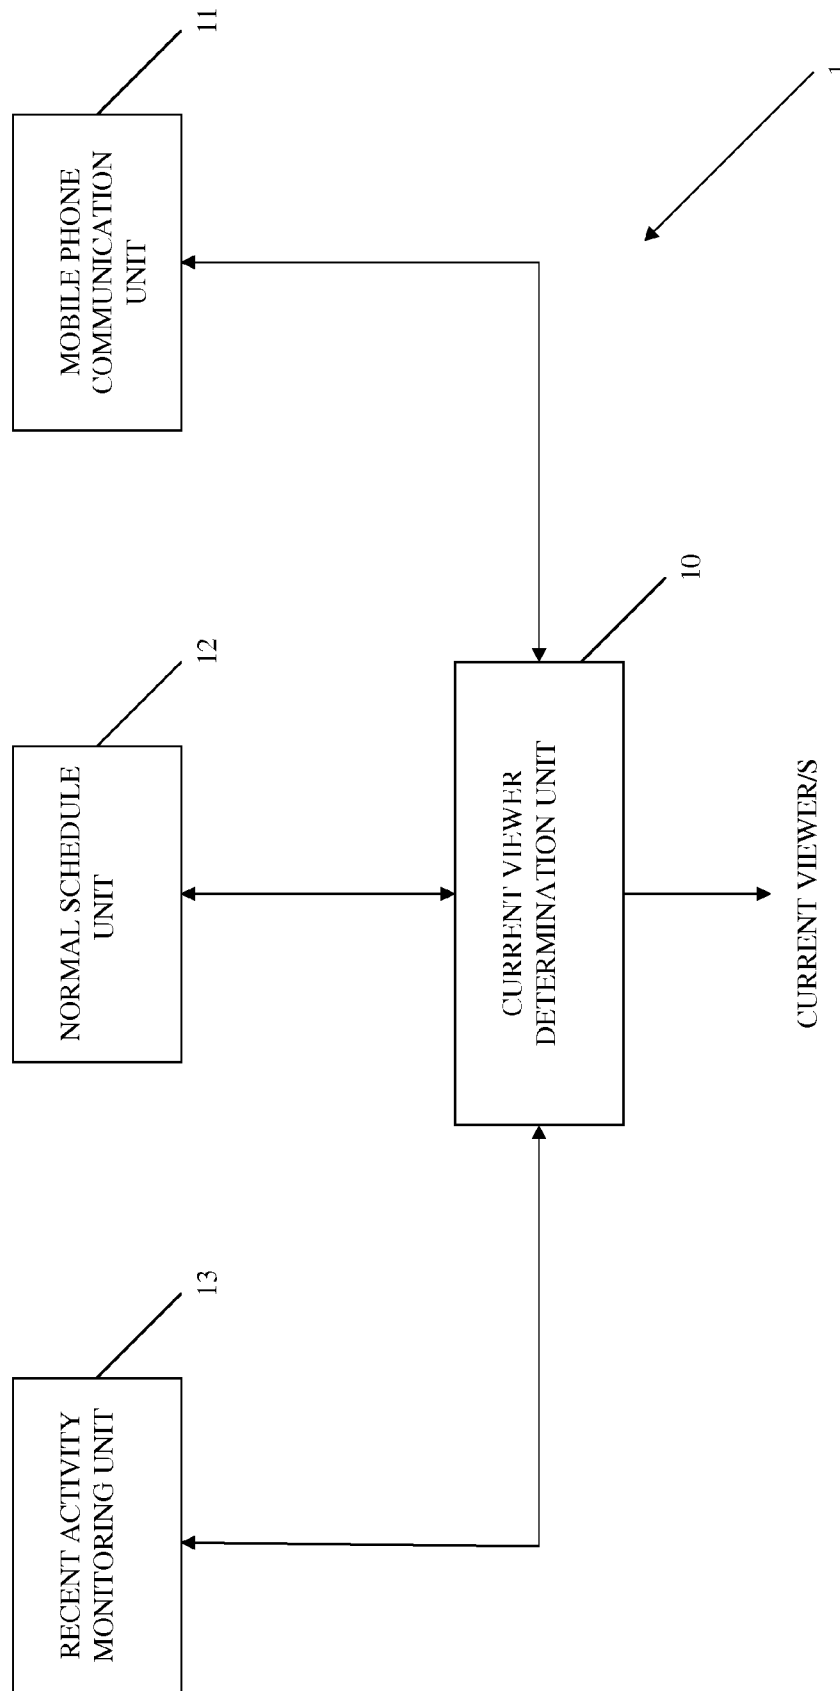 RECENT ACTIVITY
MONITORING UNIT
13
NORMAL SCHEDULE
UNIT
12
MOBILE PHONE
COMMUNICATION
UNIT
11
CURRENT VIEWER
DETERMINATION UNIT
10
CURRENT VIEWER/S
1